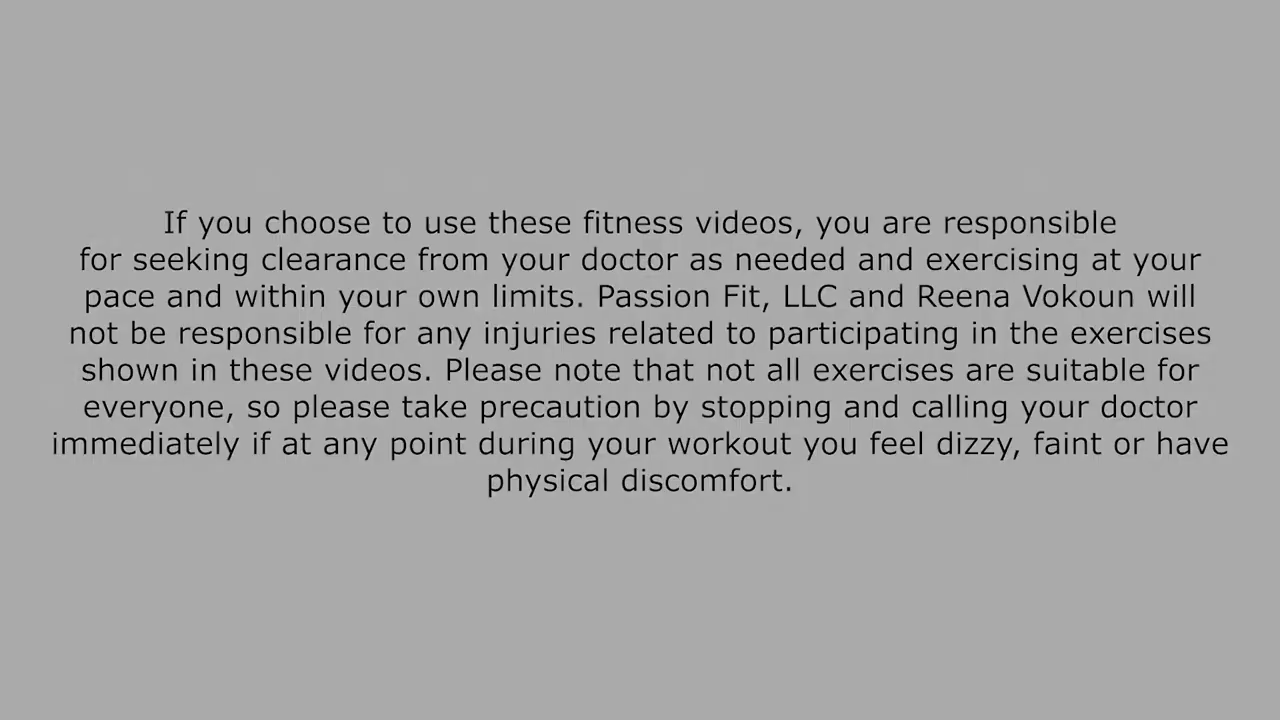 If you choose to use these fitness videos, you are responsible
for seeking clearance from your doctor as needed and exercising at your
pace and within your own limits. Passion Fit, LLC and Reena Vokoun will
not be responsible for any injuries related to participating in the exercises
shown in these videos. Please note that not all exercises are suitable for
everyone, so please take precaution by stopping and calling your doctor
immediately if at any point during your workout you feel dizzy, faint or have
physical discomfort.